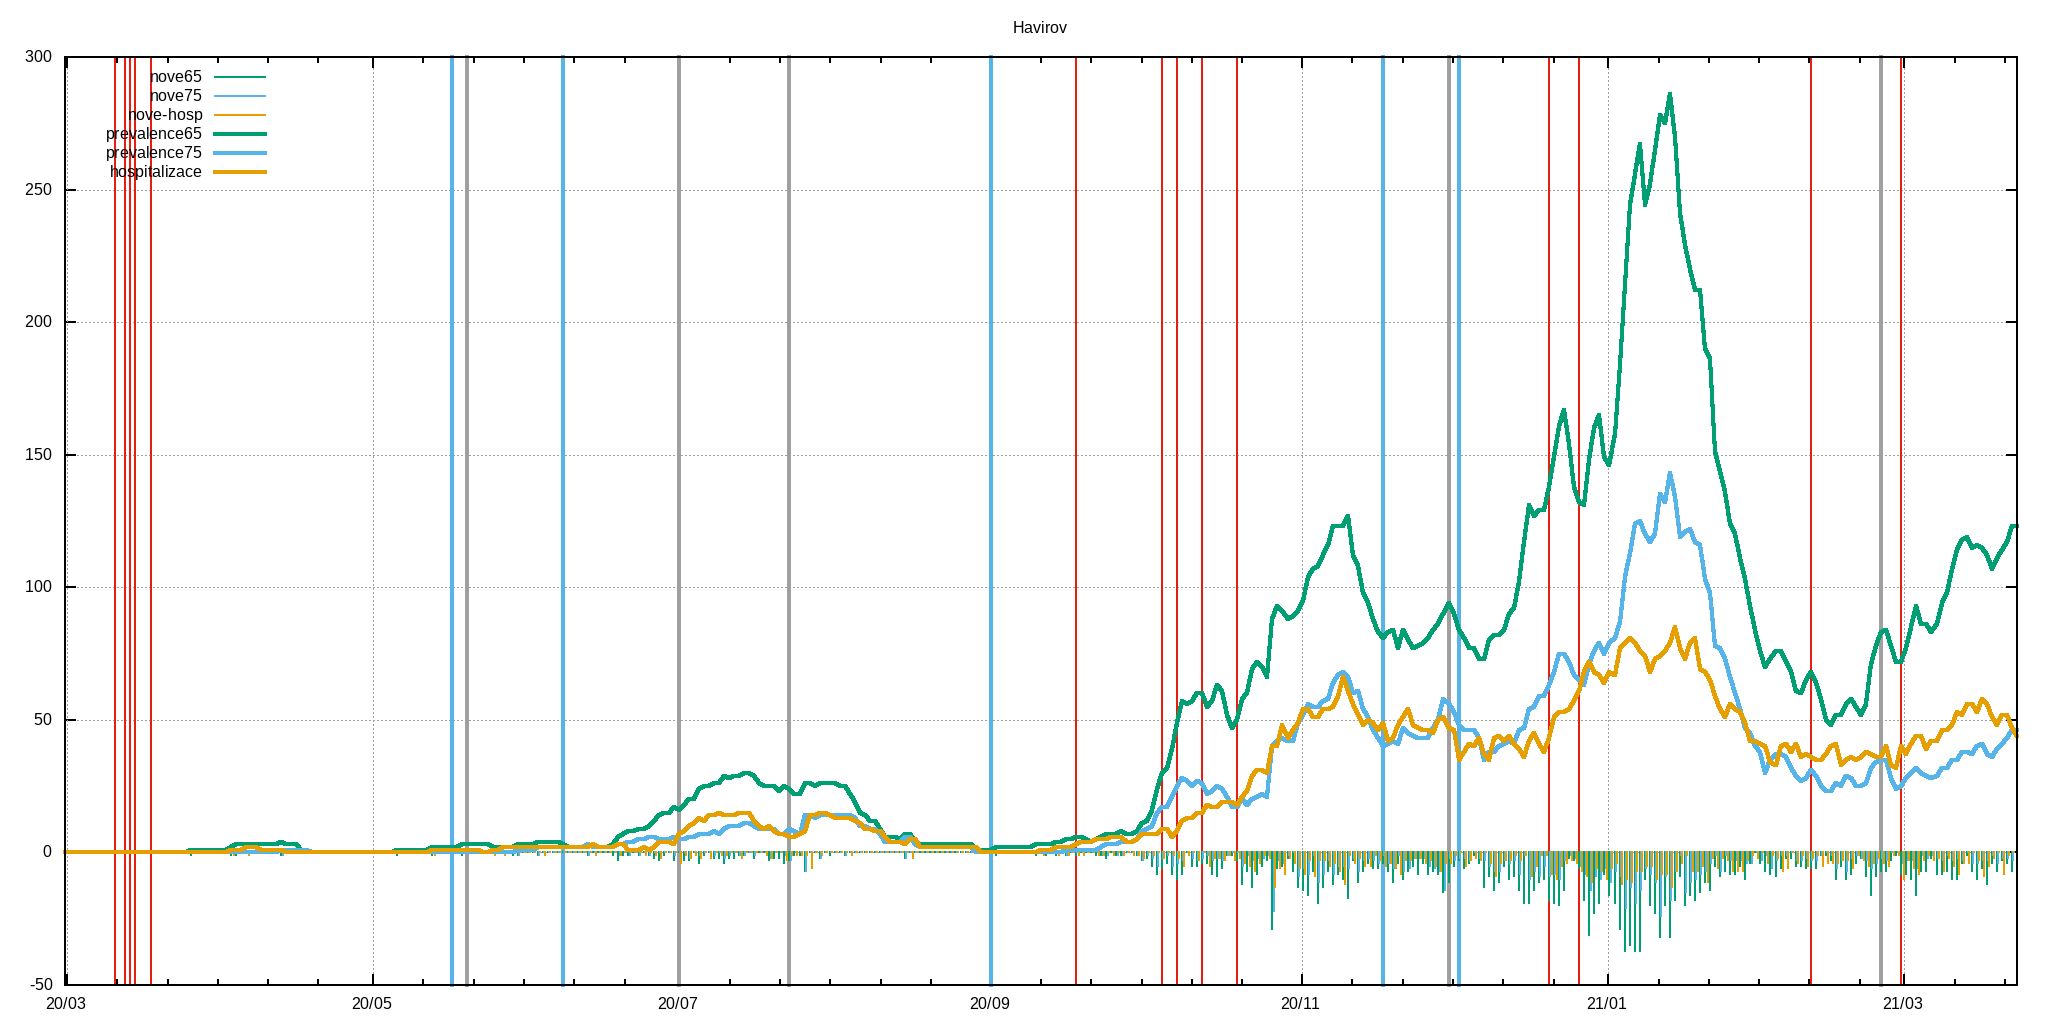 Havirov
300
nove65
nove75
nove-hosp
prevalence65
prevalence75
hospitalizace
250
200
150
100
50
0
-50
20/03 20/05 20/07 20/09 20/11 21/01 21/03